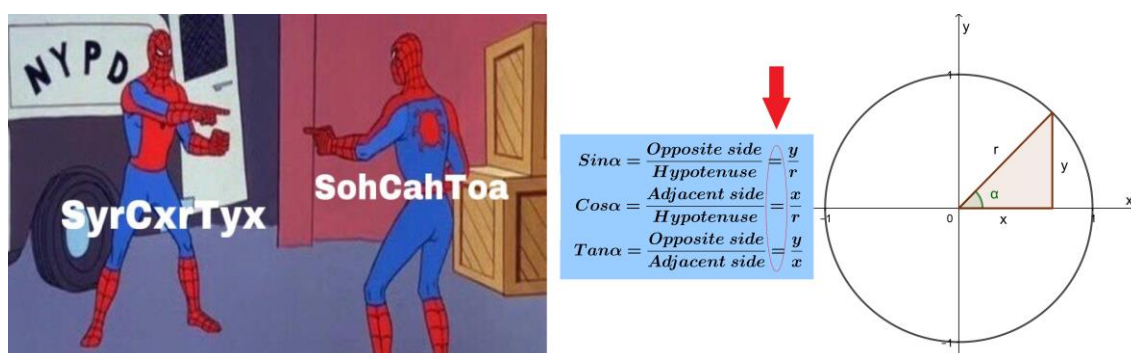 NYPD
SyrCxrTyx
SohCahToa
Sinα = Opposite side / Hypotenuse = y / r
Cosα = Adjacent side / Hypotenuse = x / r
Tanα = Opposite side / Adjacent side = y / x
y
1
r
y
α
x
-1
0
x
1
-1